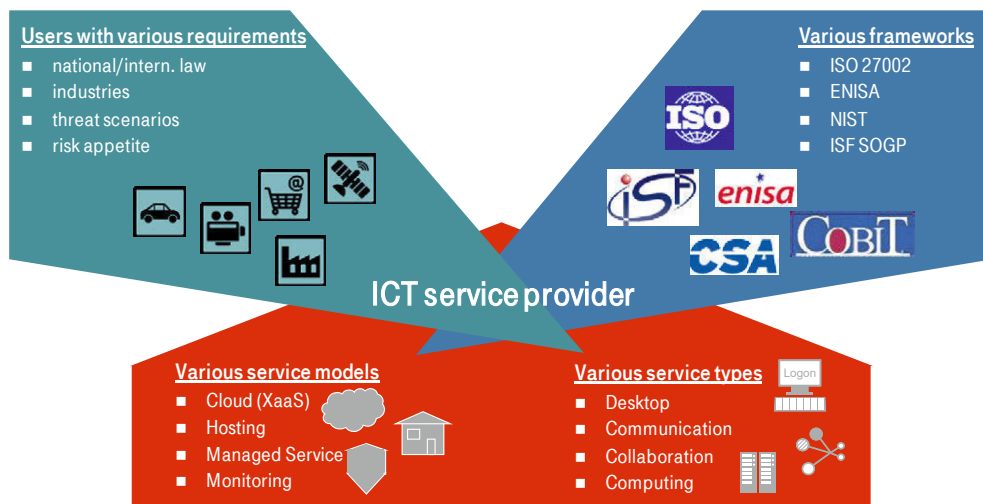 Users with various requirements
national/intern. law
industries
threat scenarios
risk appetite
@
Various frameworks
ISO 27002
ENISA
NIST
ISF SOGP
ISO
iSF
enisa
CSA
COBIT
ICT service provider
Various service models
Cloud (XaaS)
Hosting
Managed Service
Monitoring
Various service types
Desktop
Communication
Collaboration
Computing
Logon